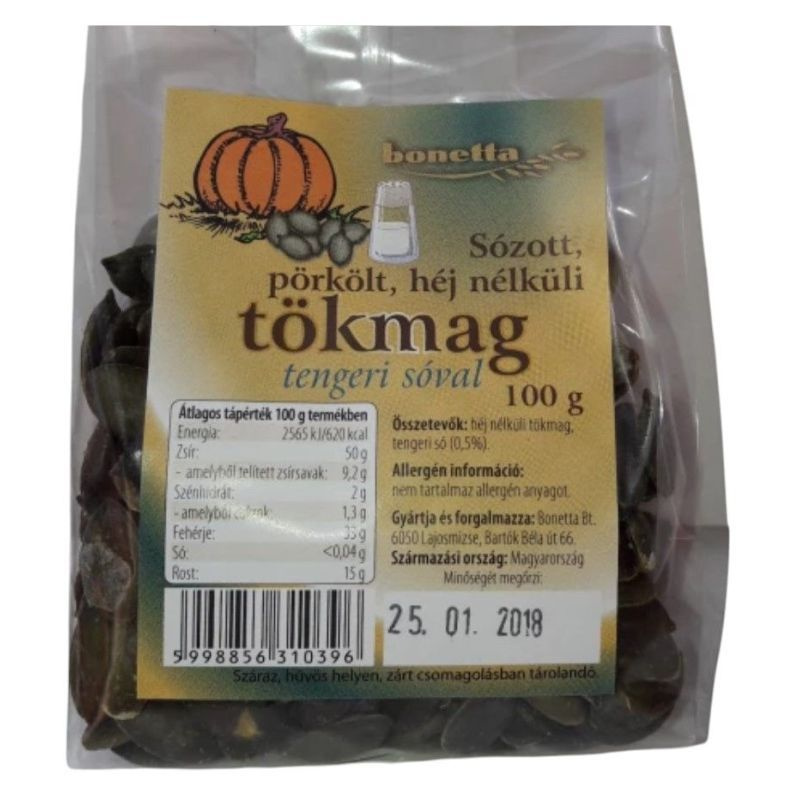 bonetta
Sózott,
pörkölt, héj nélküli
tökmag
tengeri sóval
100 g
Átlagos tápérték 100 g termékben
Energia: 2565 kJ/620 kcal
Zsír: 50 g
- amelyből telített zsírsavak: 9,2 g
Szénhidrát: 2 g
- amelyből cukrok: 1,3 g
Fehérje: 33 g
Só: <0,04 g
Rost: 15 g
Összetevők: héj nélküli tökmag,
tengeri só (0,5%).
Allergén információ:
nem tartalmaz allergén anyagot.
Gyártja és forgalmazza: Bonetta Bt.
6050 Lajosmizse, Bartók Béla út 66.
Származási ország: Magyarország
Minőségét megőrzi:
25. 01. 2018
5 998856 310396
Száraz, hűvös helyen, zárt csomagolásban tárolandó.